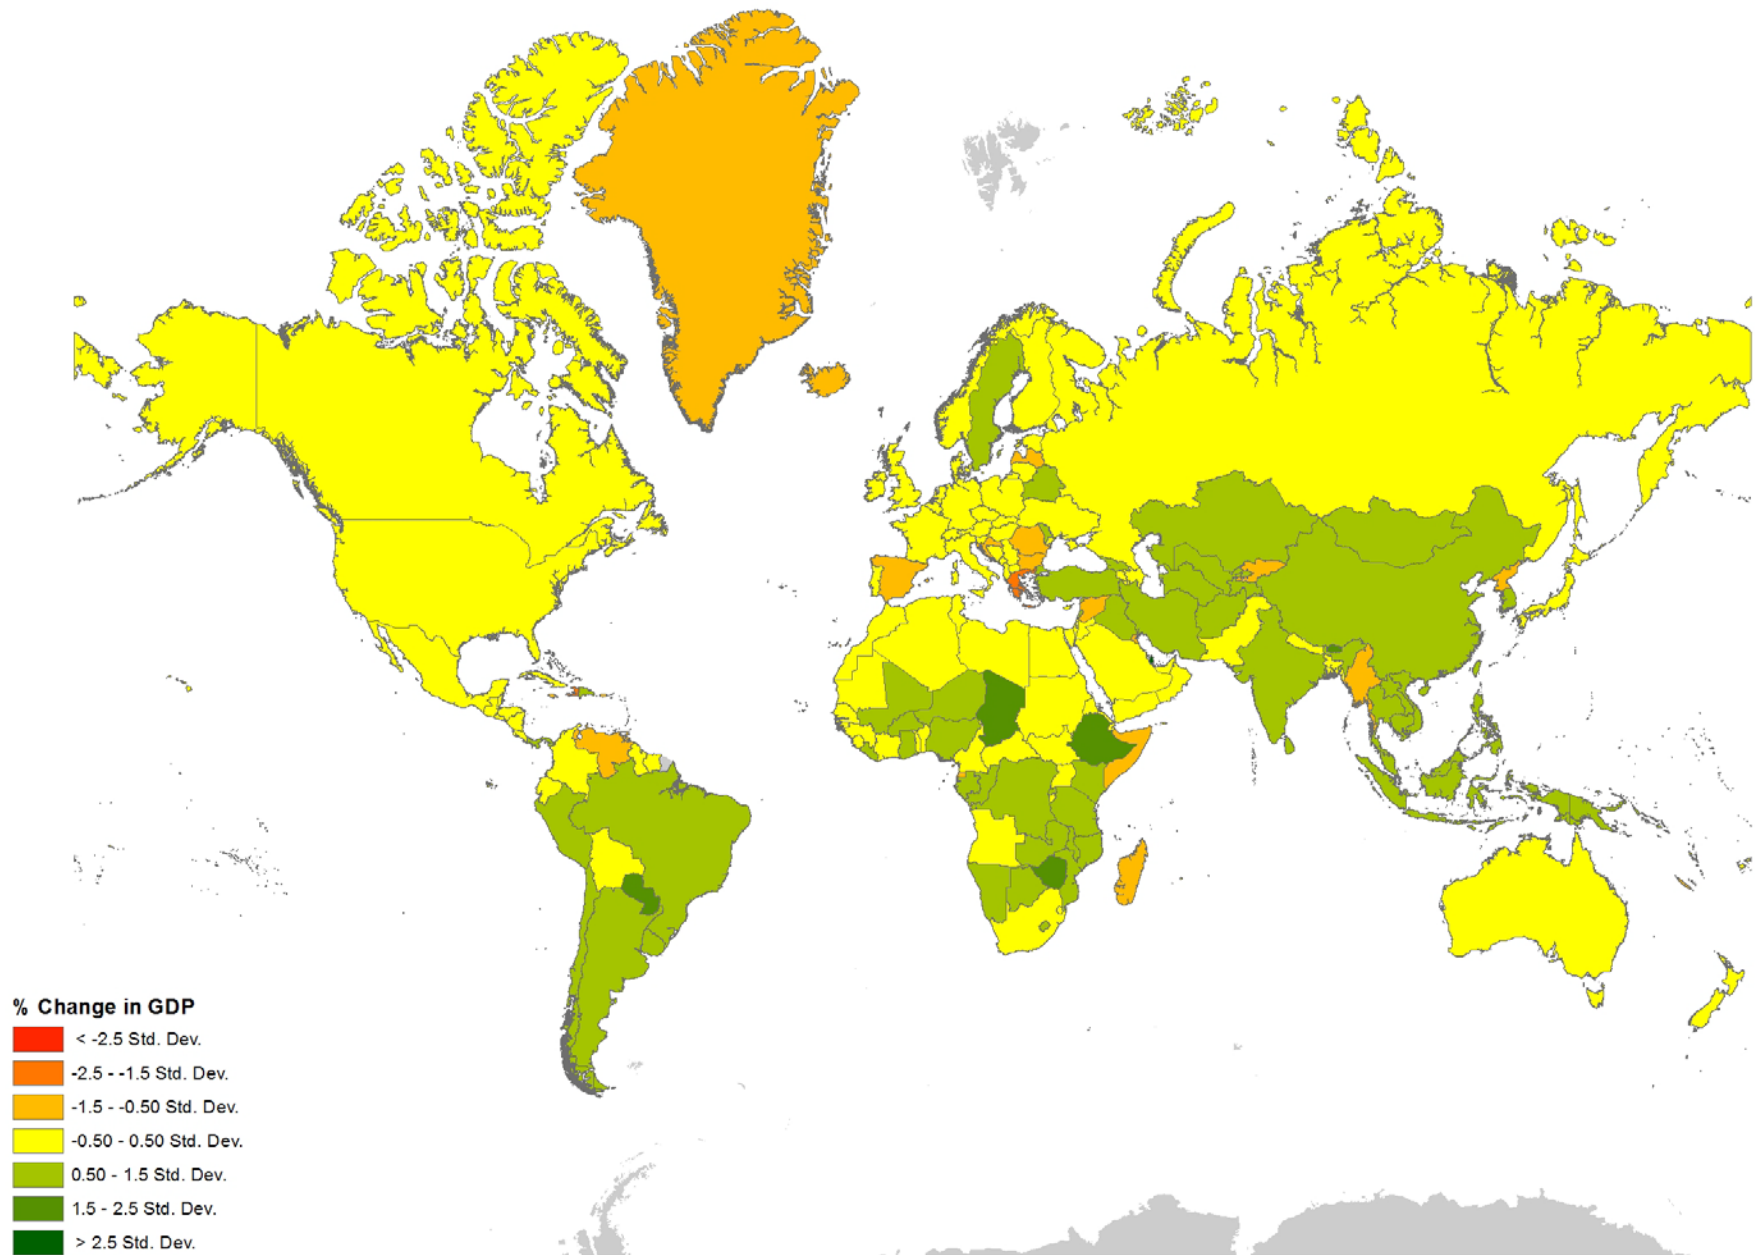 % Change in GDP
< -2.5 Std. Dev.
-2.5 - -1.5 Std. Dev.
-1.5 - -0.50 Std. Dev.
-0.50 - 0.50 Std. Dev.
0.50 - 1.5 Std. Dev.
1.5 - 2.5 Std. Dev.
> 2.5 Std. Dev.